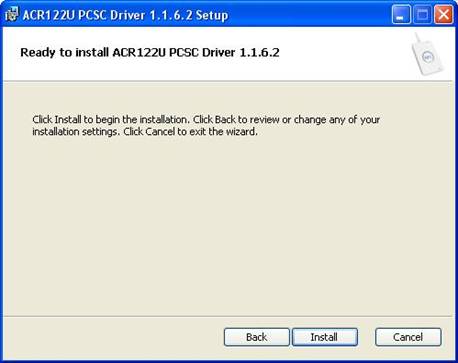 ACR122U PCSC Driver 1.1.6.2 Setup
Ready to install ACR122U PCSC Driver 1.1.6.2
Click Install to begin the installation. Click Back to review or change any of your
installation settings. Click Cancel to exit the wizard.
Back
Install
Cancel